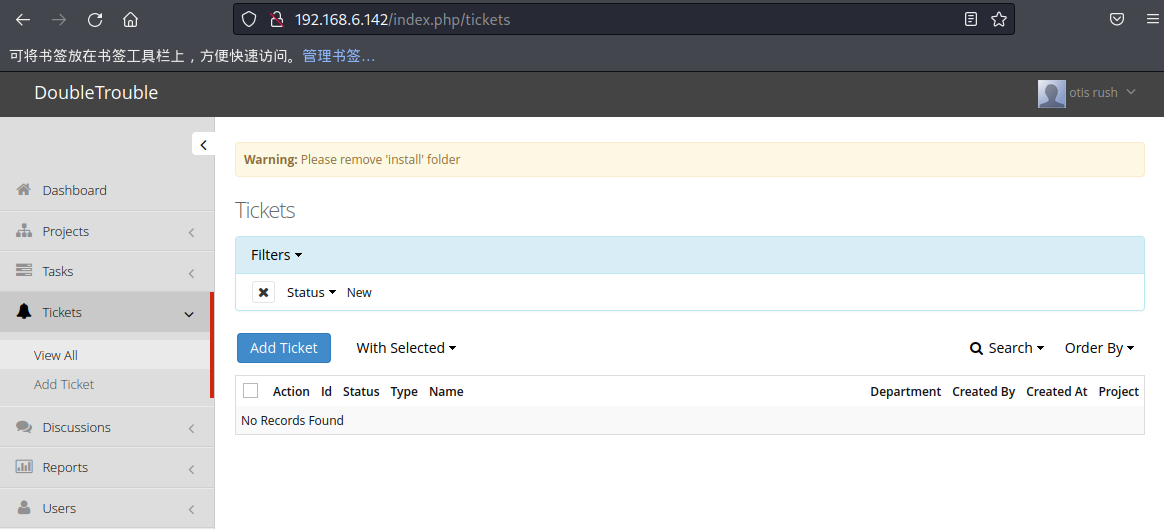 192.168.6.142/index.php/tickets
可将书签放在书签工具栏上，方便快速访问。管理书签…
DoubleTrouble
otis rush
Warning: Please remove 'install' folder
Dashboard
Projects
Tasks
Tickets
View All
Add Ticket
Discussions
Reports
Users
Tickets
Filters
Status New
Add Ticket With Selected Search Order By
Action Id Status Type Name Department Created By Created At Project
No Records Found